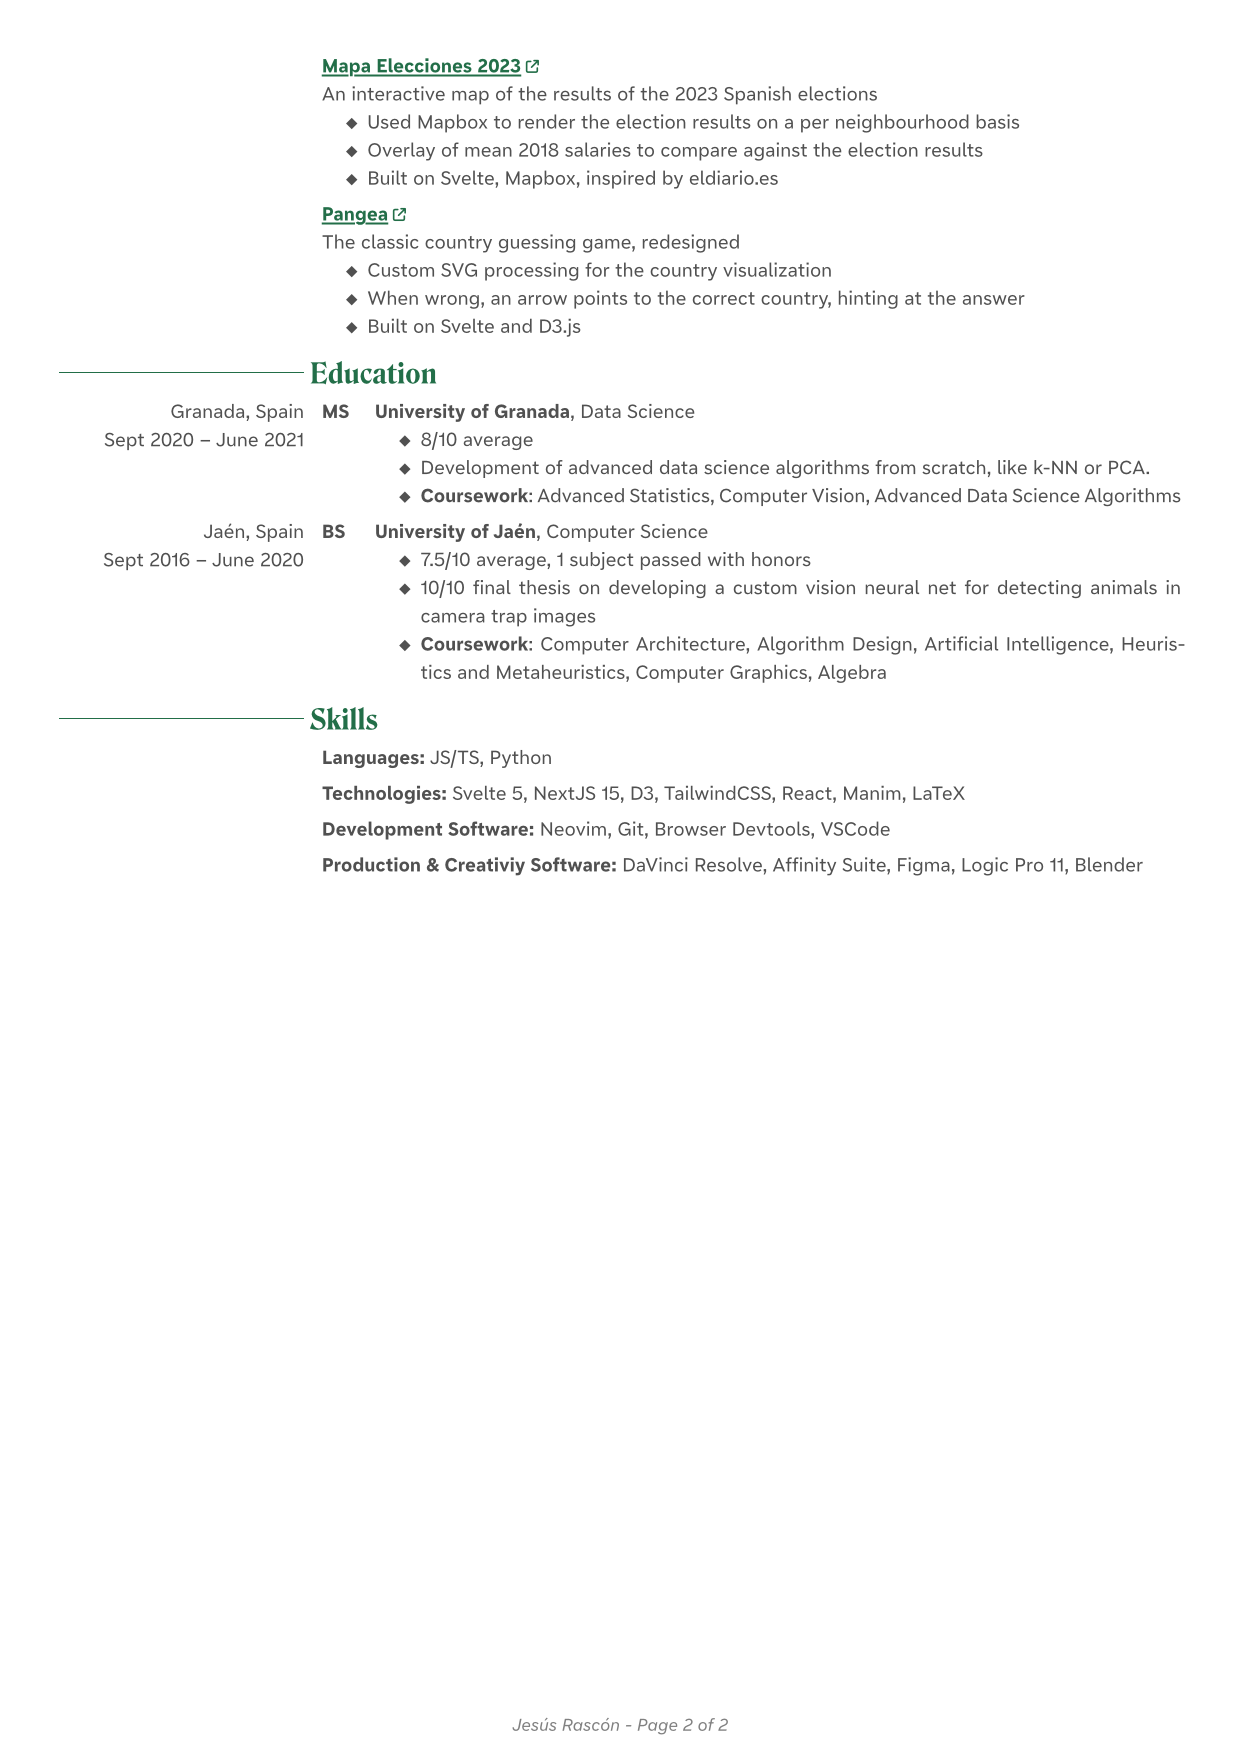 Mapa Elecciones 2023
An interactive map of the results of the 2023 Spanish elections
◆ Used Mapbox to render the election results on a per neighbourhood basis
◆ Overlay of mean 2018 salaries to compare against the election results
◆ Built on Svelte, Mapbox, inspired by eldiario.es
Pangea
The classic country guessing game, redesigned
◆ Custom SVG processing for the country visualization
◆ When wrong, an arrow points to the correct country, hinting at the answer
◆ Built on Svelte and D3.js
Education
Granada, Spain MS University of Granada, Data Science
Sept 2020 – June 2021 ◆ 8/10 average
◆ Development of advanced data science algorithms from scratch, like k-NN or PCA.
◆ Coursework: Advanced Statistics, Computer Vision, Advanced Data Science Algorithms
Jaén, Spain BS University of Jaén, Computer Science
Sept 2016 – June 2020 ◆ 7.5/10 average, 1 subject passed with honors
◆ 10/10 final thesis on developing a custom vision neural net for detecting animals in
camera trap images
◆ Coursework: Computer Architecture, Algorithm Design, Artificial Intelligence, Heuris-
tics and Metaheuristics, Computer Graphics, Algebra
Skills
Languages: JS/TS, Python
Technologies: Svelte 5, NextJS 15, D3, TailwindCSS, React, Manim, LaTeX
Development Software: Neovim, Git, Browser Devtools, VSCode
Production & Creativiy Software: DaVinci Resolve, Affinity Suite, Figma, Logic Pro 11, Blender
Jesús Rascón - Page 2 of 2